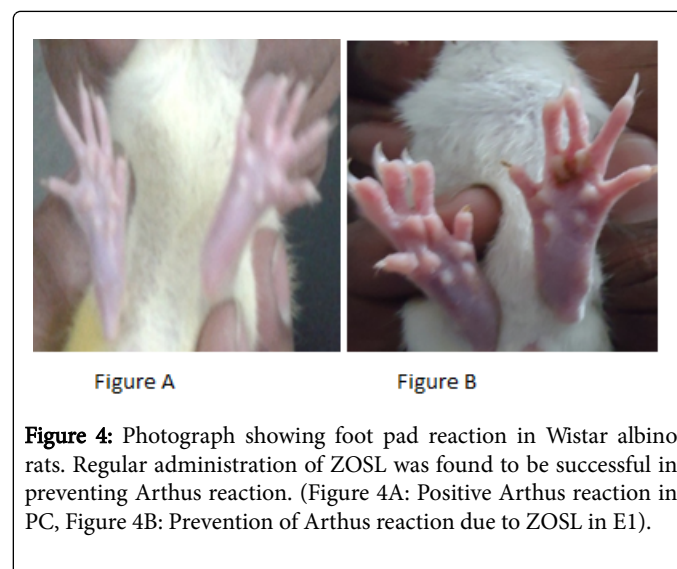 Figure A
Figure B
Figure 4: Photograph showing foot pad reaction in Wistar albino
rats. Regular administration of ZOSL was found to be successful in
preventing Arthus reaction. (Figure 4A: Positive Arthus reaction in
PC, Figure 4B: Prevention of Arthus reaction due to ZOSL in E1).